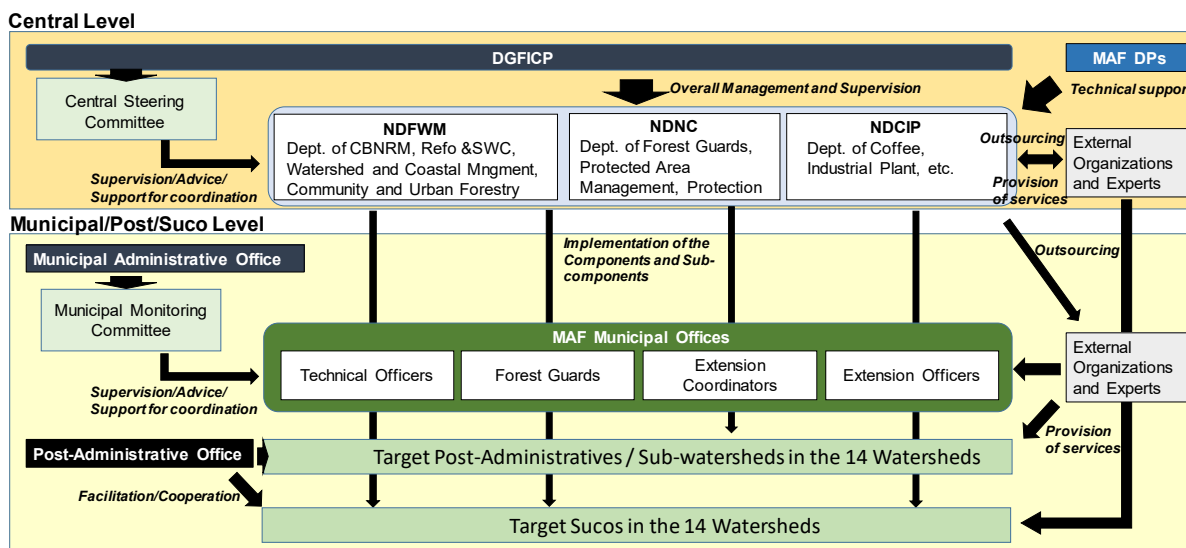 Central Level
DGFICP
MAF DPs
Central Steering
Committee
Overall Management and Supervision
Technical support
NDFWM
Dept. of CBNRM, Refo &SWC,
Watershed and Coastal Mngment,
Community and Urban Forestry
NDNC
Dept. of Forest Guards,
Protected Area
Management, Protection
NDCIP
Dept. of Coffee,
Industrial Plant, etc.
Outsourcing
External
Organizations
and Experts
Supervision/Advice/
Support for coordination
Provision
of services
Municipal/Post/Suco Level
Municipal Administrative Office
Implementation of the
Components and Sub-
components
Outsourcing
Municipal Monitoring
Committee
MAF Municipal Offices
Technical Officers
Forest Guards
Extension
Coordinators
Extension Officers
External
Organizations
and Experts
Supervision/Advice/
Support for coordination
Post-Administrative Office
Target Post-Administratives / Sub-watersheds in the 14 Watersheds
Provision
of services
Facilitation/Cooperation
Target Sucos in the 14 Watersheds